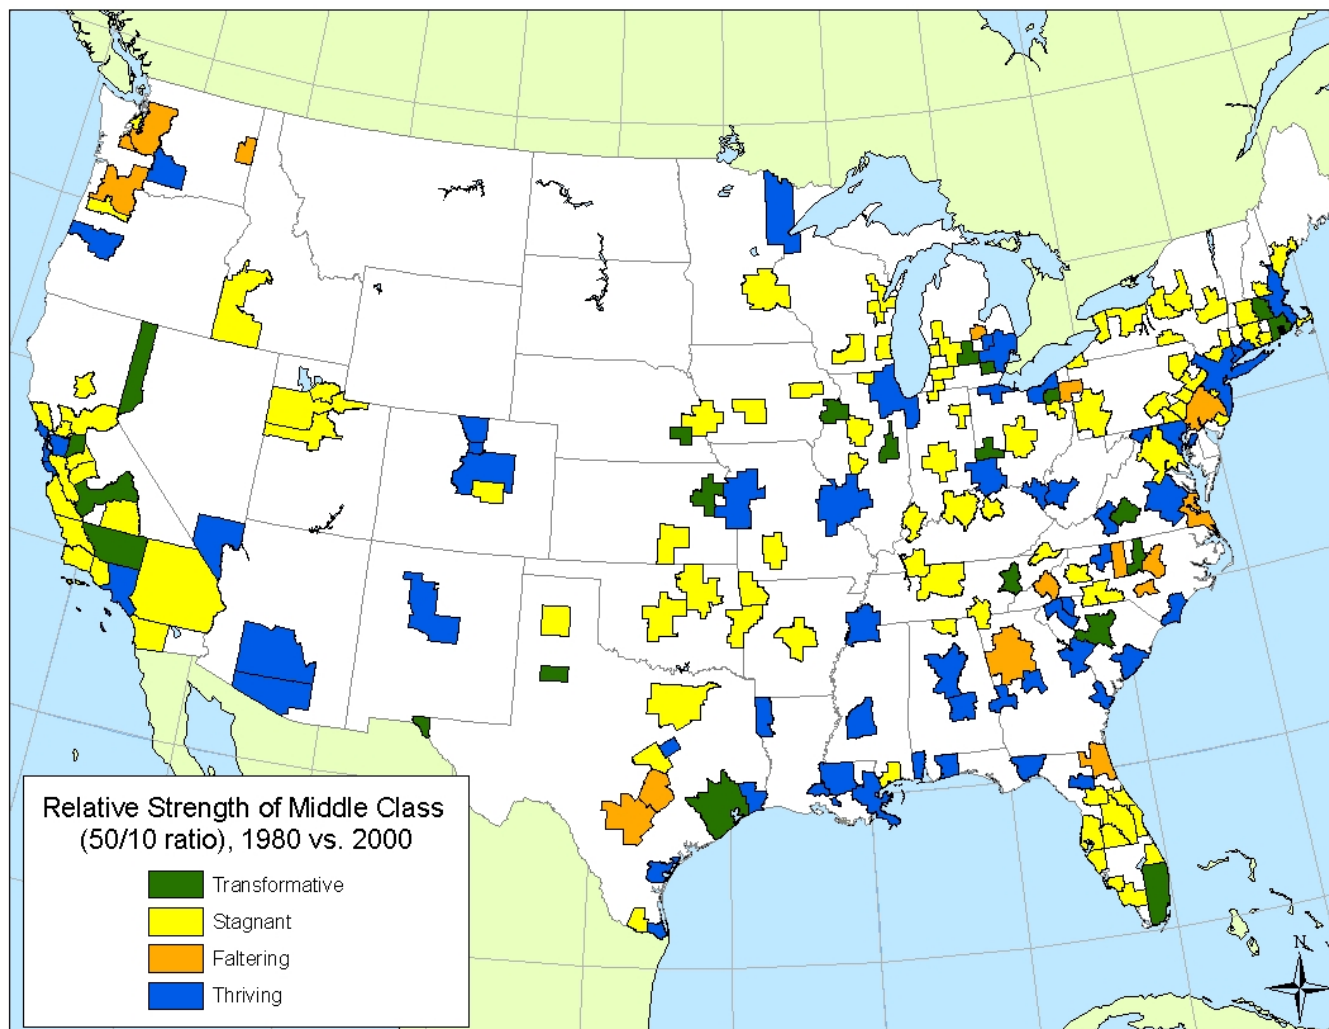 Relative Strength of Middle Class
(50/10 ratio), 1980 vs. 2000
Transformative
Stagnant
Faltering
Thriving
N